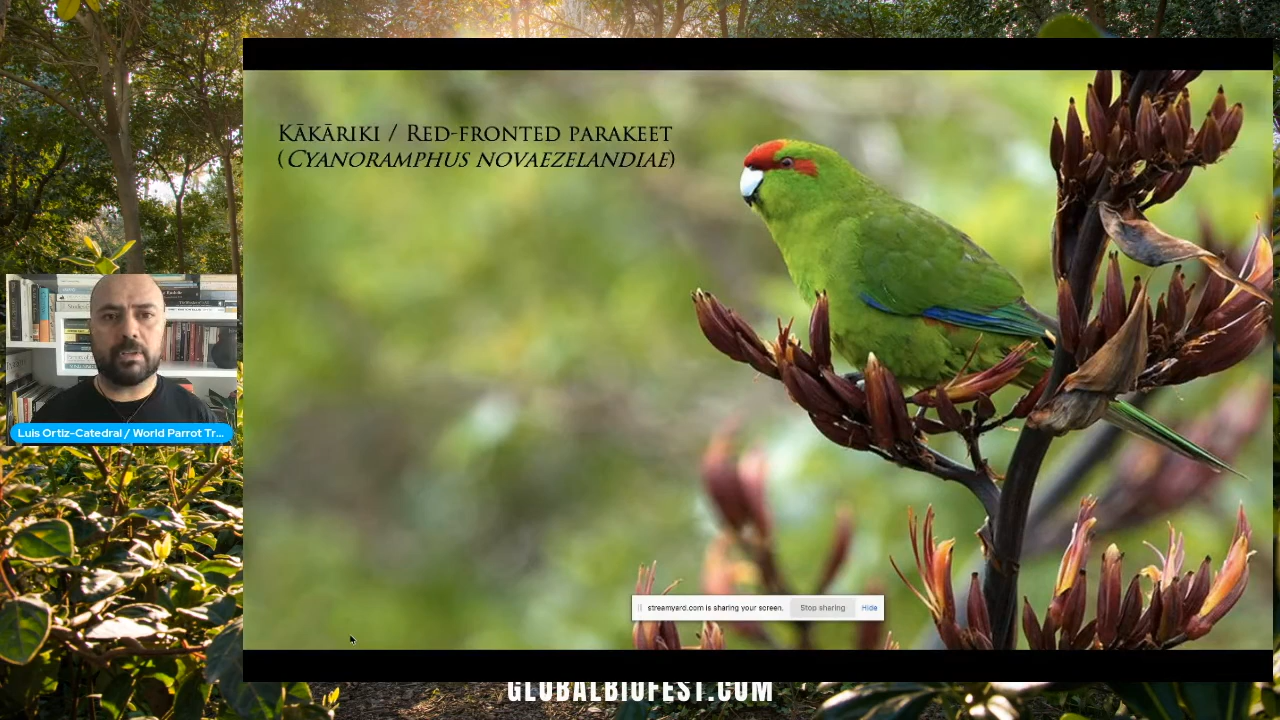 KĀKĀRIKI / RED-FRONTED PARAKEET
(CYANORAMPHUS NOVAEZELANDIAE)
Luis Ortiz-Catedral / World Parrot Tr...
streamyard.com is sharing your screen. Stop sharing Hide
GLOBALBIOFEST.COM